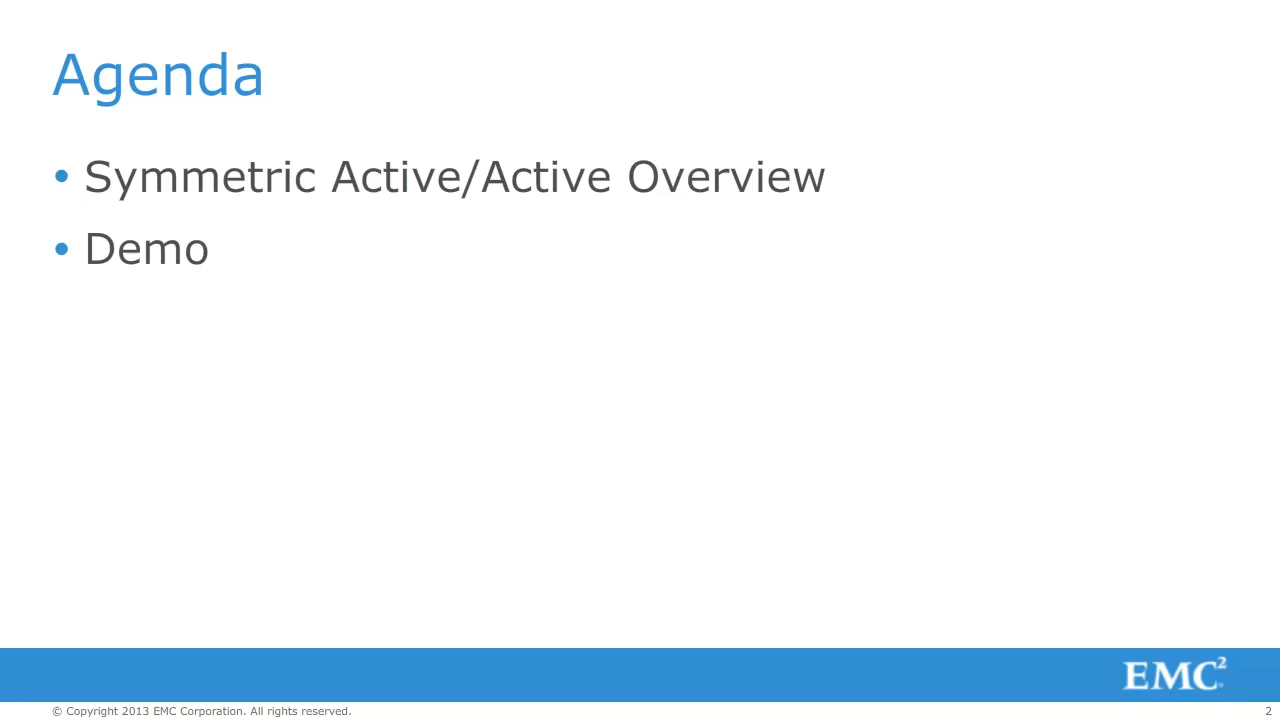 Agenda
• Symmetric Active/Active Overview
• Demo
EMC²
© Copyright 2013 EMC Corporation. All rights reserved.
2